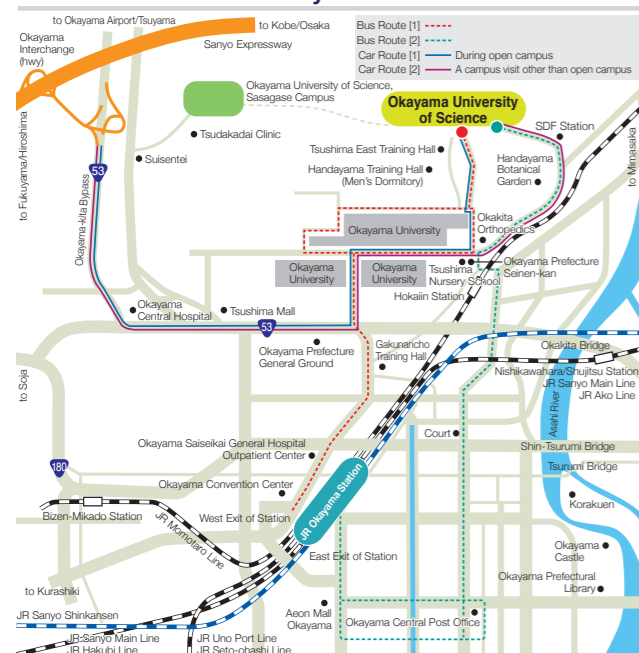 to Okayama Airport/Tsuyama
to Kobe/Osaka
Sanyo Expressway
Okayama
Interchange
(hwy)
Bus Route [1]
Bus Route [2]
Car Route [1]
During open campus
Car Route [2]
A campus visit other than open campus
Okayama University of Science,
Sasagase Campus
Okayama University
of Science
SDF Station
to Fukuyama/Hiroshima
Tsudakadai Clinic
Suisentei
Tsushima East Training Hall
Handayama Training Hall
(Men's Dormitory)
Handayama
Botanical
Garden
to Mimasaka
53
Okayama-kita Bypass
Okayama University
Okakita
Orthopedics
Okayama
University
Okayama
University
Tsushima
Nursery School
Okayama Prefecture
Seinen-kan
Hokaiin Station
Okayama
Central Hospital
Tsushima Mall
53
Okayama Prefecture
General Ground
Gakunancho
Training Hall
Okakita Bridge
Nishikawahara/Shujitsu Station
JR Sanyo Main Line
JR Ako Line
to Soja
Asahi River
Court
Shin-Tsurumi Bridge
Tsurumi Bridge
Okayama Saiseikai General Hospital
Outpatient Center
180
Okayama Convention Center
Korakuen
Bizen-Mikado Station
JR Momotaro Line
West Exit of Station
JR Okayama Station
East Exit of Station
Okayama
Castle
Okayama Prefectural
Library
to Kurashiki
JR Sanyo Shinkansen
Aeon Mall
Okayama
Okayama Central Post Office
JR Sanyo Main Line
JR Hakubi Line
JR Uno Port Line
JR Seto-ohashi Line